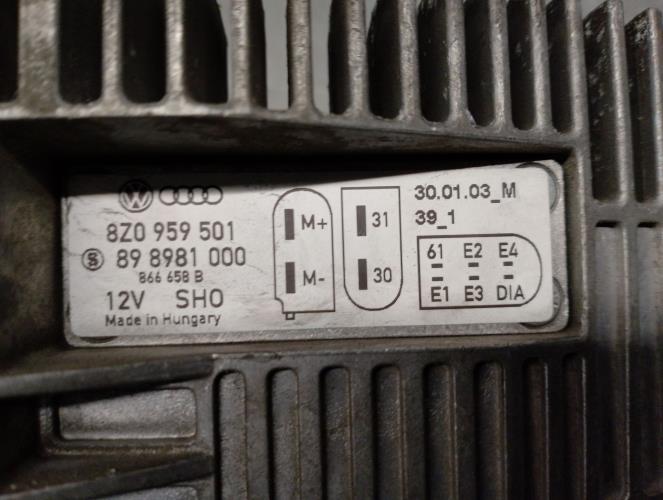 8Z0 959 501
89 8981 000
866 658 B
12V SHO
Made in Hungary
M+
M-
31
30
30.01.03_M
39_1
61 E2 E4
E1 E3 DIA